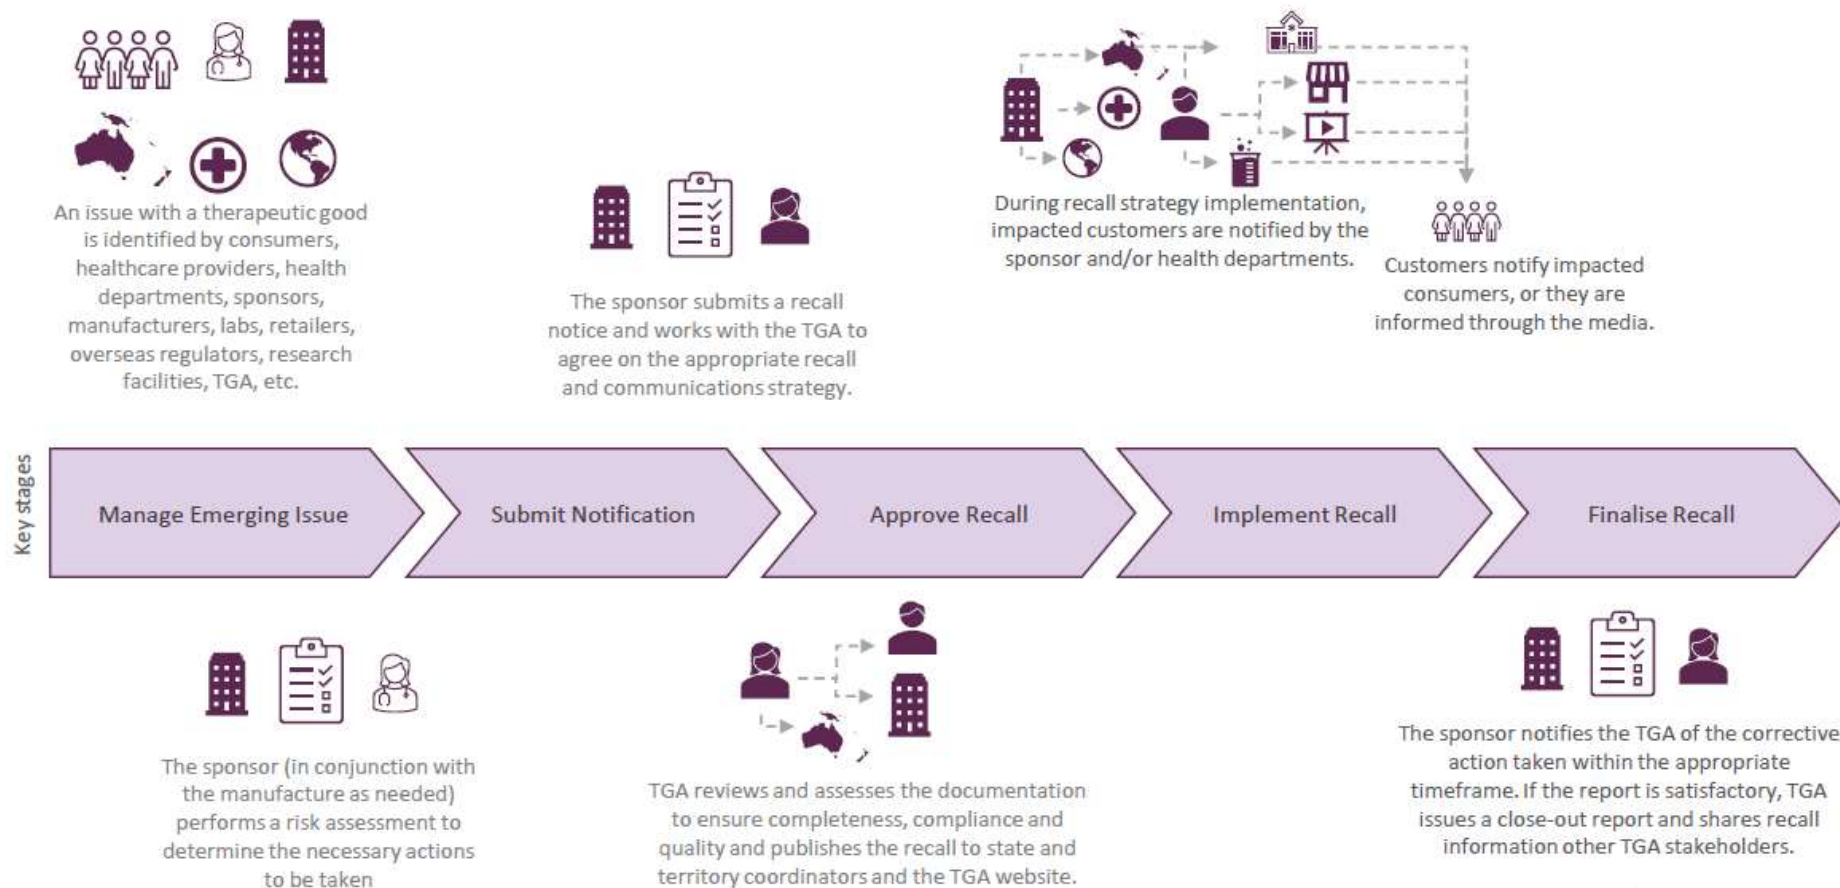 An issue with a therapeutic good
is identified by consumers,
healthcare providers, health
departments, sponsors,
manufacturers, labs, retailers,
overseas regulators, research
facilities, TGA, etc.
The sponsor submits a recall
notice and works with the TGA to
agree on the appropriate recall
and communications strategy.
During recall strategy implementation,
impacted customers are notified by the
sponsor and/or health departments.
Customers notify impacted
consumers, or they are
informed through the media.
Key stages
Manage Emerging Issue
Submit Notification
Approve Recall
Implement Recall
Finalise Recall
The sponsor (in conjunction with
the manufacture as needed)
performs a risk assessment to
determine the necessary actions
to be taken
TGA reviews and assesses the documentation
to ensure completeness, compliance and
quality and publishes the recall to state and
territory coordinators and the TGA website.
The sponsor notifies the TGA of the corrective
action taken within the appropriate
timeframe. If the report is satisfactory, TGA
issues a close-out report and shares recall
information other TGA stakeholders.